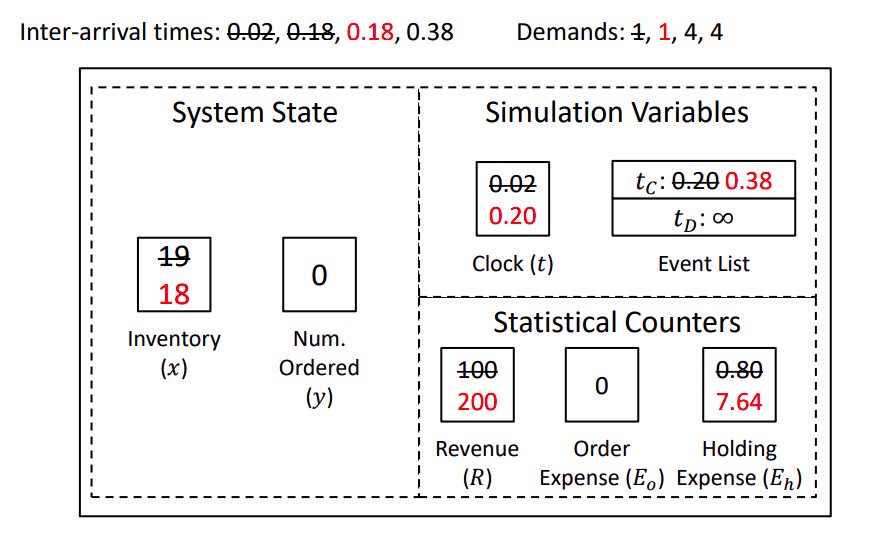 Inter-arrival times: 0.02, 0.18, 0.18, 0.38 Demands: 1, 1, 4, 4
System State
Simulation Variables
0.02
0.20
Clock (t)
t_C: 0.20 0.38
t_D: ∞
Event List
19
18
Inventory
(x)
0
Num.
Ordered
(y)
Statistical Counters
100
200
Revenue
(R)
0
Order
Expense (E_o)
0.80
7.64
Holding
Expense (E_h)